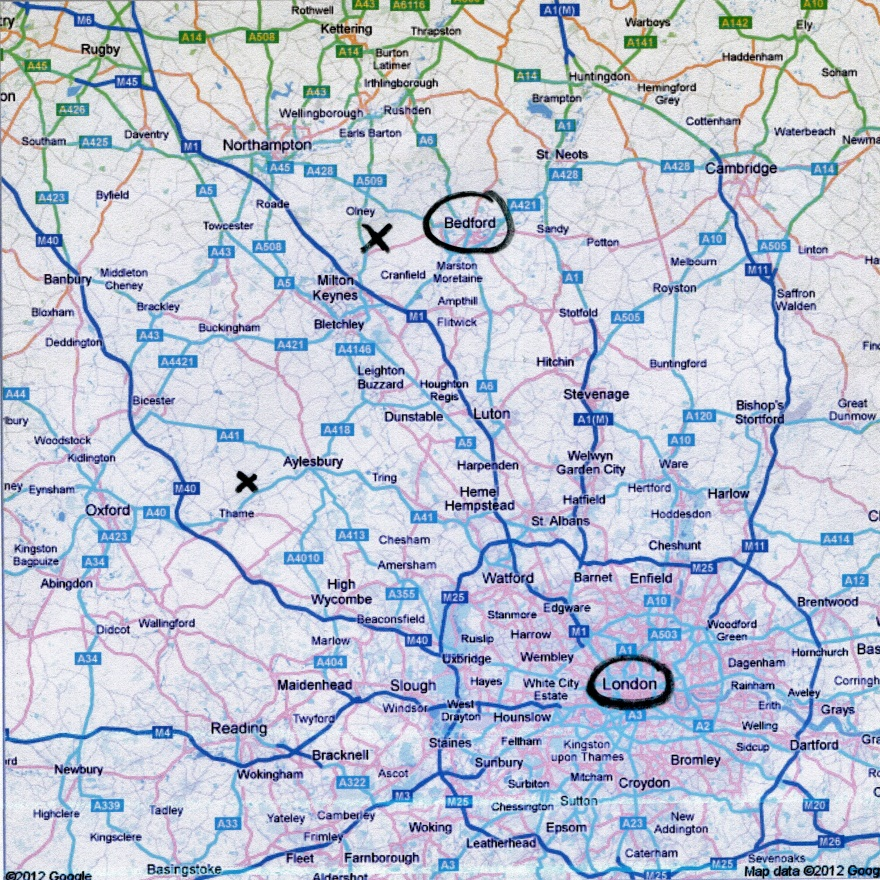 A43
A6116
Rothwell
A1(M)
A10
M6
Kettering
Thrapston
Warboys
A142
Ely
A14
A508
A14
A141
Rugby
Burton
Latimer
Haddenham
A45
M45
A43
Irthlingborough
A14
Huntingdon
Soham
Hemingford
Grey
A426
Wellingborough
Rushden
Brampton
Cottenham
Southam
A425
Daventry
M1
Northampton
Earls Barton
A6
A1
Waterbeach
St. Neots
A45
A428
A509
A428
A428
Cambridge
A14
A423
Byfield
A5
Roade
Olney
Bedford
A421
Sandy
Towcester
M40
A43
A508
Potton
A10
A505
Linton
Banbury
Middleton
Cheney
A5
Milton
Keynes
Cranfield
Marston
Moretaine
A1
Melbourn
M11
Royston
Saffron
Walden
Bloxham
Brackley
Ampthill
Stotfold
Buckingham
Bletchley
M1
Flitwick
A505
Deddington
A43
A421
A4146
A4421
Hitchin
Buntingford
Leighton
Buzzard
Houghton
Regis
A6
A44
Bicester
Stevenage
Dunstable
Luton
A1(M)
A120
Bishop's
Stortford
Great
Dunmow
A418
Woodstock
A41
A5
A10
Kidlington
Aylesbury
Harpenden
Welwyn
Garden City
Ware
Eynsham
M40
Tring
Hemel
Hempstead
Hertford
Harlow
Hatfield
Oxford
A40
Thame
A41
St. Albans
Hoddesdon
A423
A413
Chesham
A414
Kingston
Bagpuize
A34
A4010
Amersham
Cheshunt
M11
M25
Abingdon
High
Wycombe
A355
M25
Watford
Barnet
Enfield
A12
Edgware
A10
Brentwood
Didcot
Wallingford
Beaconsfield
Stanmore
Woodford
Green
M1
A503
Marlow
M40
Ruislip
Harrow
A1
Hornchurch
A34
A404
Uxbridge
Wembley
Dagenham
Maidenhead
Slough
Hayes
White City
Estate
London
Rainham
Aveley
Windsor
West
Drayton
Erith
Grays
Twyford
Hounslow
A3
A2
Welling
Reading
M4
Staines
Feltham
Kingston
upon Thames
Sidcup
Dartford
Bracknell
Bromley
Newbury
Wokingham
Ascot
Sunbury
Mitcham
A322
Surbiton
Croydon
Highclere
A339
Tadley
M3
M25
Chessington
Sutton
M20
Yateley
Camberley
A33
Woking
Epsom
A23
New
Addington
Kingsclere
Frimley
Leatherhead
M26
Fleet
Farnborough
Caterham
Sevenoaks
Basingstoke
A3
M25
©2012 Google
Aldershot
M25
Map data ©2012 Goog